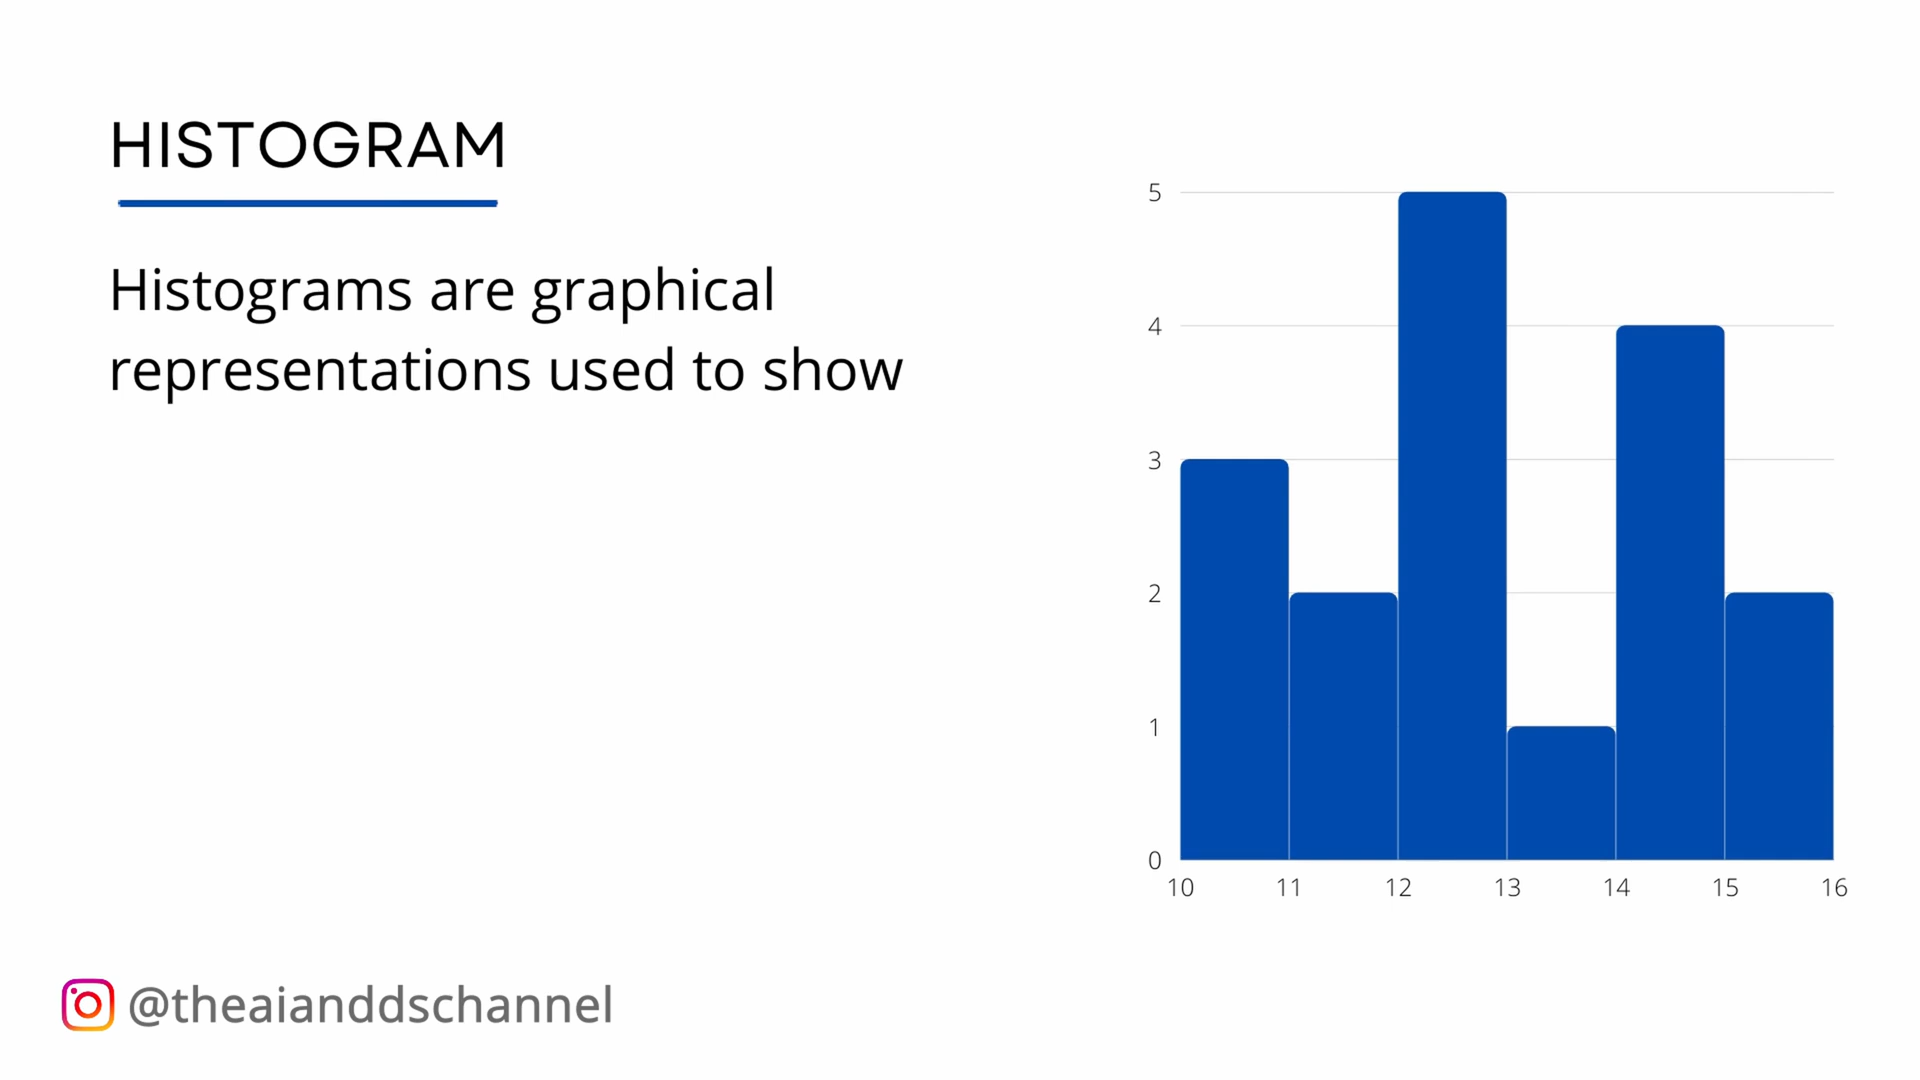 HISTOGRAM
Histograms are graphical
representations used to show
5
4
3
2
1
0
10 11 12 13 14 15 16
@theaianddschannel